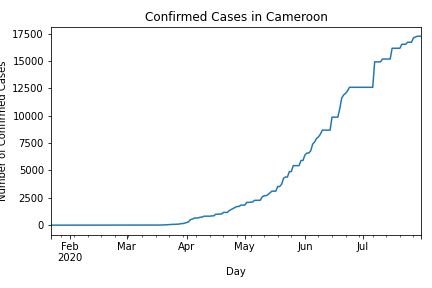 Confirmed Cases in Cameroon
17500
15000
12500
10000
7500
5000
2500
0
Number of Confirmed Cases
Feb Mar Apr May Jun Jul
2020
Day